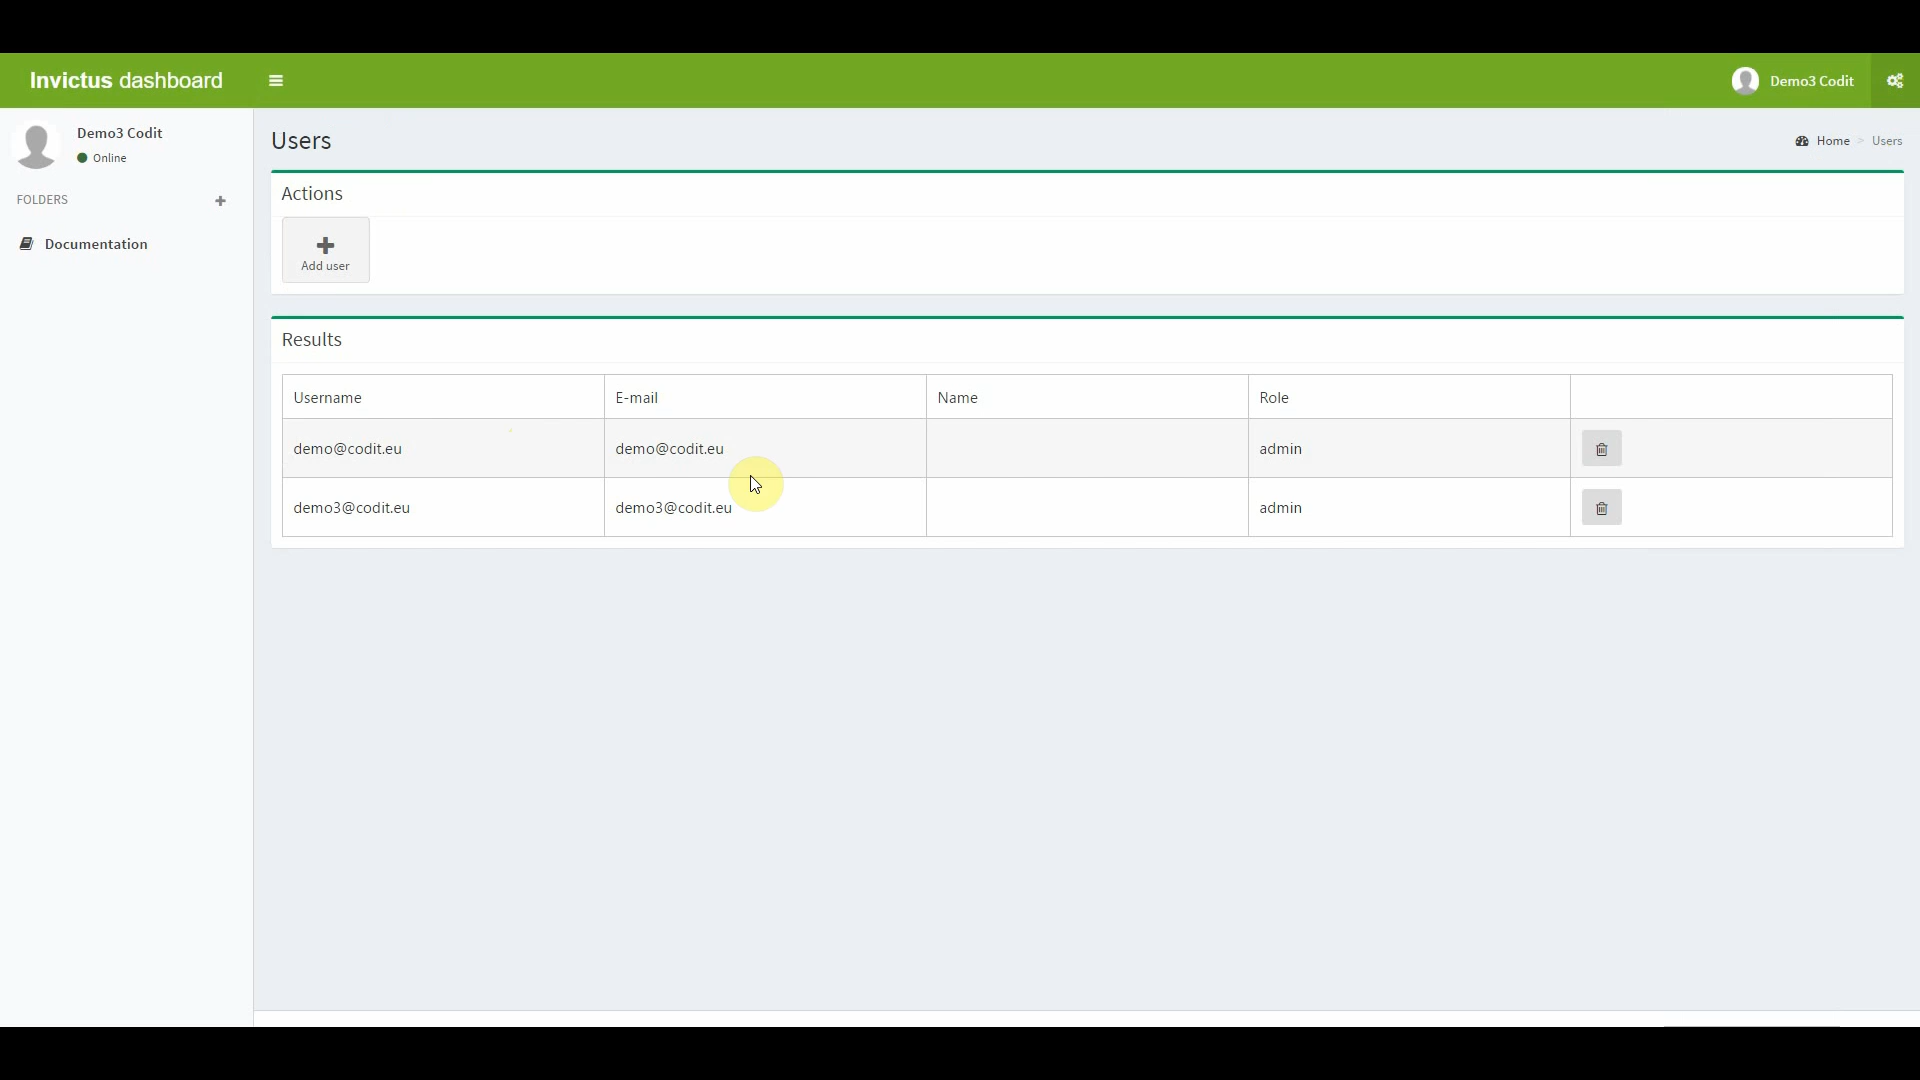 Invictus dashboard
Demo3 Codit
Demo3 Codit
Online
FOLDERS
Documentation
Users
Home > Users
Actions
Add user
Results
Username E-mail Name Role
demo@codit.eu demo@codit.eu admin
demo3@codit.eu demo3@codit.eu admin